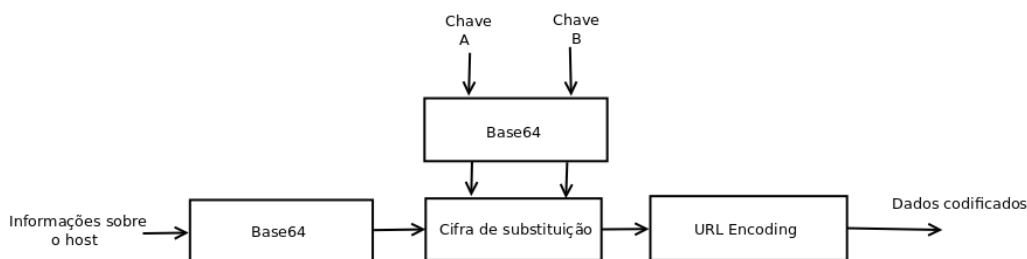 Chave
A
Chave
B
Base64
Informações sobre
o host
Base64
Cifra de substituição
URL Encoding
Dados codificados